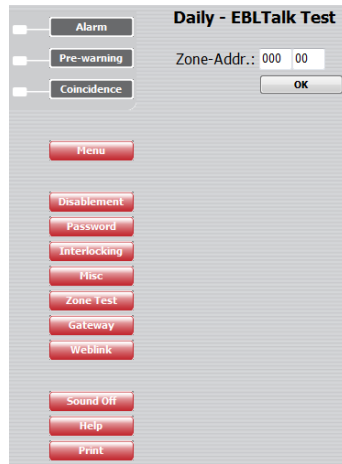 Daily - EBLTalk Test
Alarm
Pre-warning
Zone-Addr.: 000 00
Coincidence
OK
Menu
Disablement
Password
Interlocking
Misc
Zone Test
Gateway
Weblink
Sound Off
Help
Print